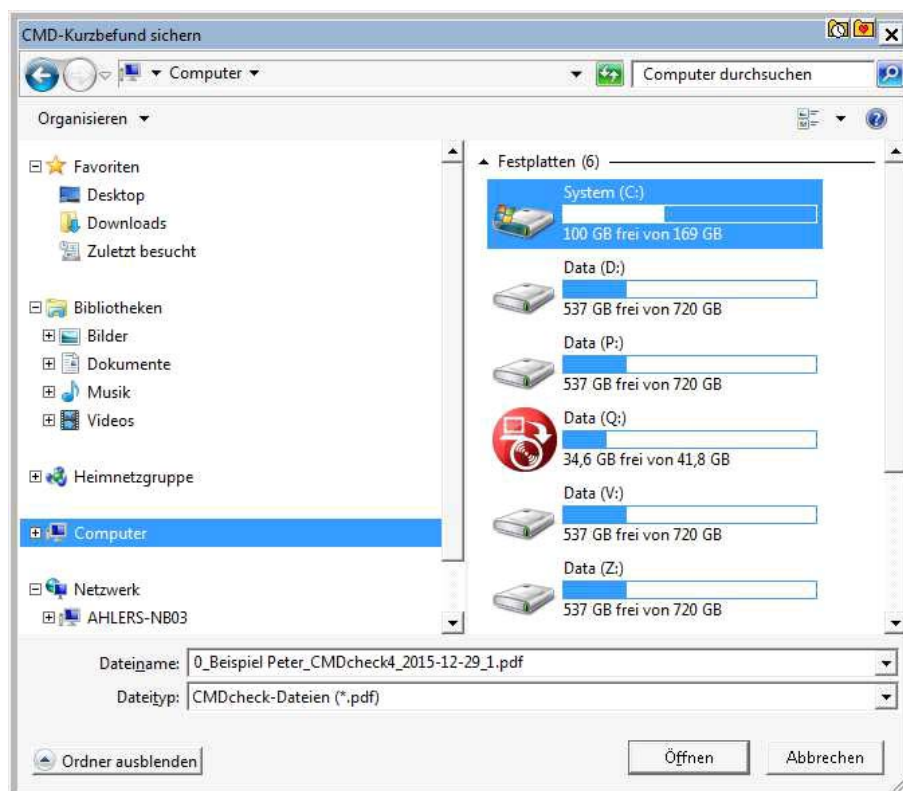 CMD-Kurzbefund sichern
Computer
Computer durchsuchen
Organisieren
Favoriten
Desktop
Downloads
Zuletzt besucht
Bibliotheken
Bilder
Dokumente
Musik
Videos
Heimnetzgruppe
Computer
Netzwerk
AHLERS-NB03
Festplatten (6)
System (C:)
100 GB frei von 169 GB
Data (D:)
537 GB frei von 720 GB
Data (P:)
537 GB frei von 720 GB
Data (Q:)
34,6 GB frei von 41,8 GB
Data (V:)
537 GB frei von 720 GB
Data (Z:)
537 GB frei von 720 GB
Dateiname: 0_Beispiel Peter_CMDcheck4_2015-12-29_1.pdf
Dateityp: CMDcheck-Dateien (*.pdf)
Ordner ausblenden
Öffnen
Abbrechen